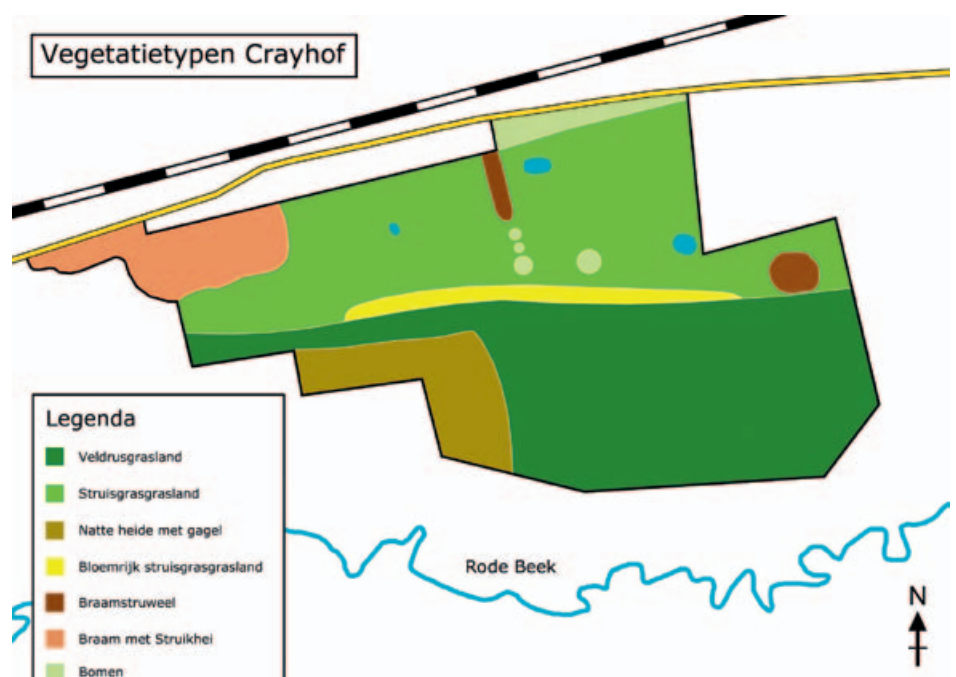 Vegetatietypen Crayhof
Legenda
Veldrusgrasland
Struisgrasgrasland
Natte heide met gagel
Bloemrijk struisgrasgrasland
Braamstruweel
Braam met Struikhei
Bomen
Rode Beek
N